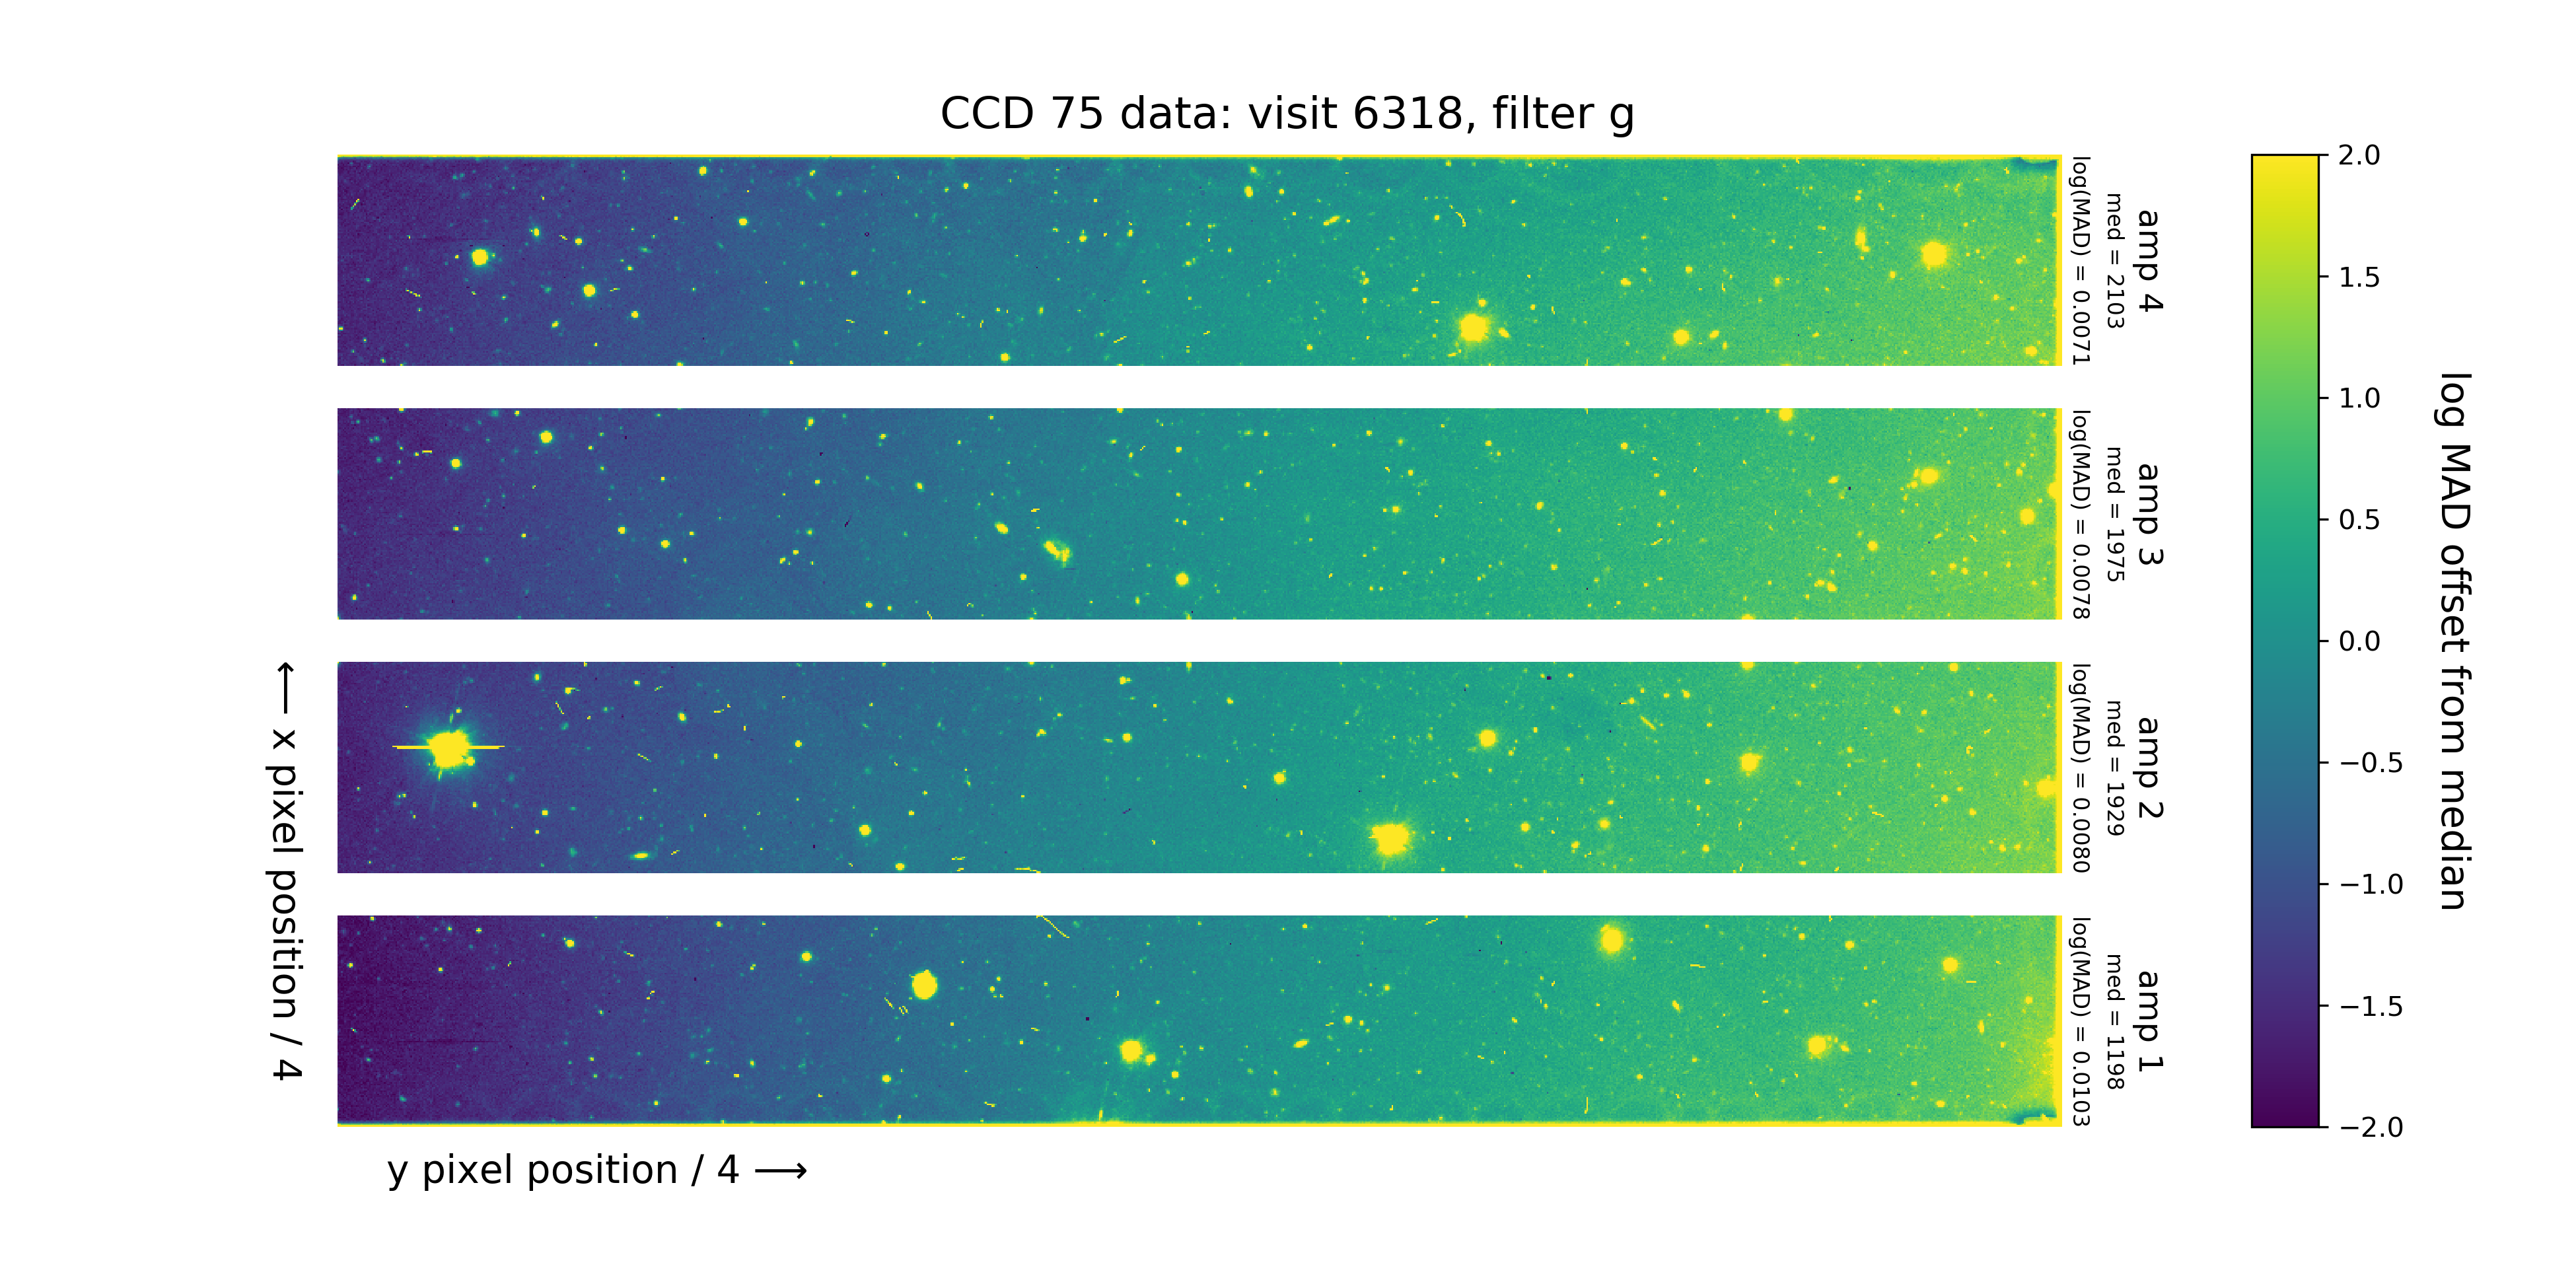 CCD 75 data: visit 6318, filter g
amp 4
med = 2103
log(MAD) = 0.0071
amp 3
med = 1975
log(MAD) = 0.0078
amp 2
med = 1929
log(MAD) = 0.0080
amp 1
med = 1198
log(MAD) = 0.0103
⟵ x pixel position / 4
y pixel position / 4 ⟶
2.0
1.5
1.0
0.5
0.0
−0.5
−1.0
−1.5
−2.0
log MAD offset from median